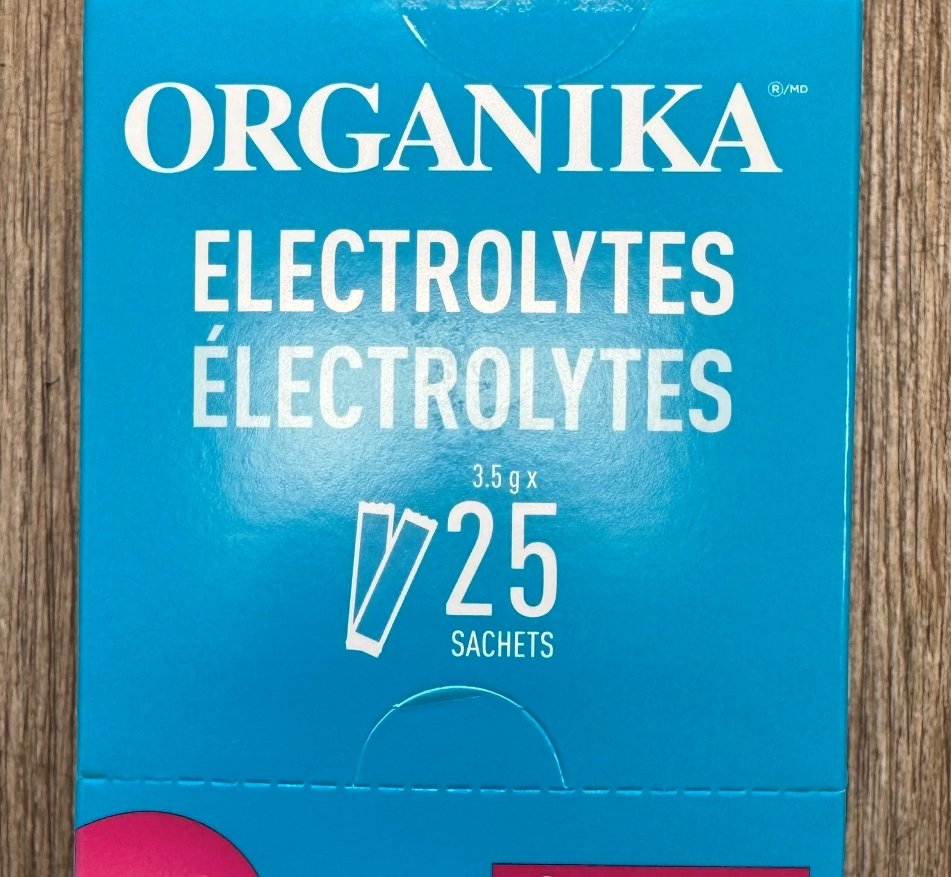 ORGANIKA®/MD
ELECTROLYTES
ÉLECTROLYTES
3.5 g x
25
SACHETS